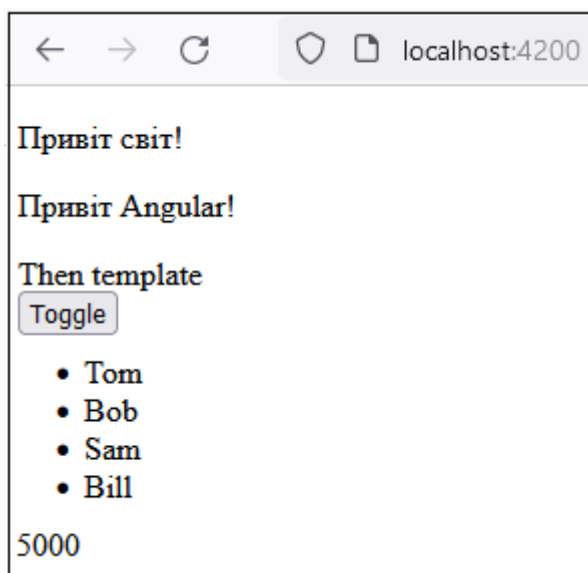 localhost:4200
Привіт світ!
Привіт Angular!
Then template
Toggle
• Tom
• Bob
• Sam
• Bill
5000